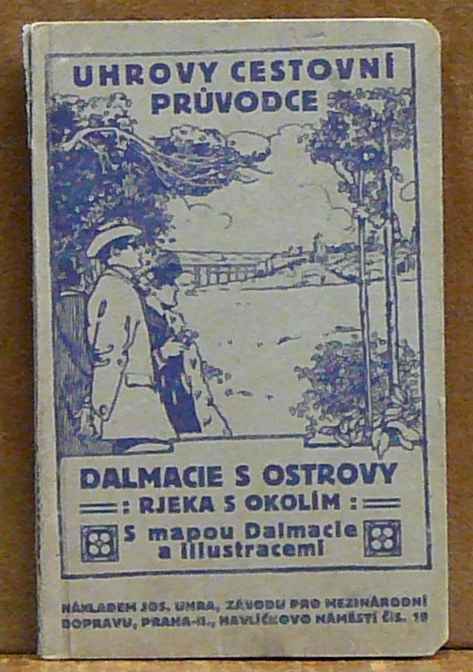 UHROVY CESTOVNÍ
PRŮVODCE
DALMACIE S OSTROVY
: RJEKA S OKOLÍM :
S mapou Dalmacie
a illustracemi
NÁKLADEM JOS. UHRA, ZÁVODU PRO MEZINÁRODNÍ
DOPRAVU, PRAHA-II., HAVLÍČKOVO NÁMĚSTÍ ČÍS. 19